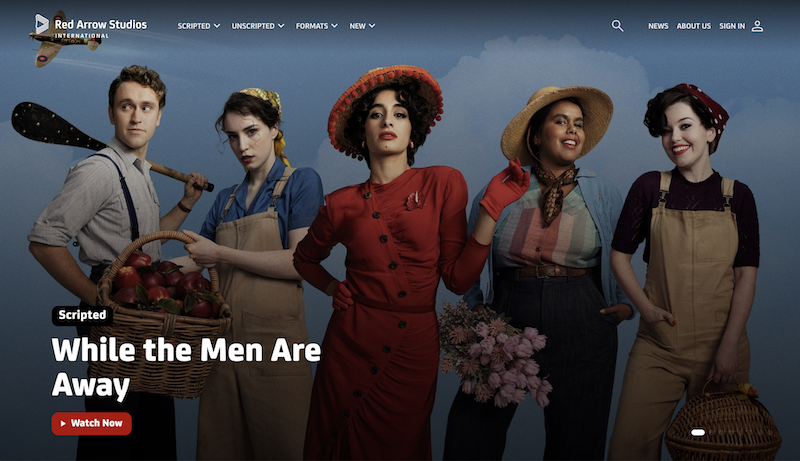 Red Arrow Studios
INTERNATIONAL
SCRIPTED
UNSCRIPTED
FORMATS
NEW
NEWS
ABOUT US
SIGN IN
Scripted
While the Men Are
Away
Watch Now